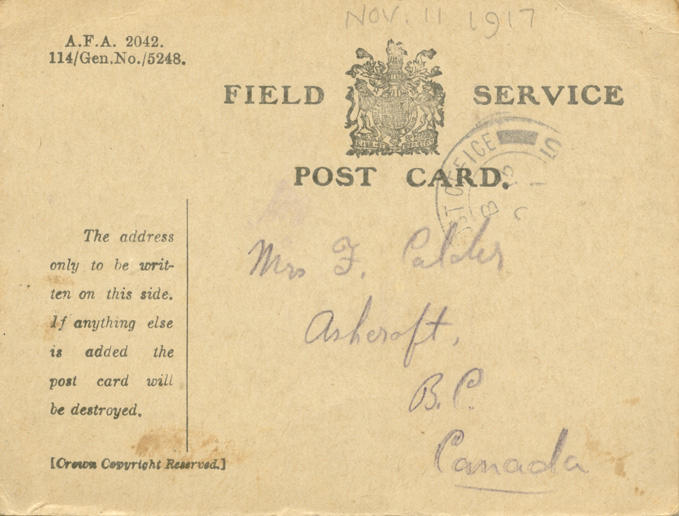 NOV. 11 1917
A.F.A. 2042.
114/Gen.No./5248.
FIELD SERVICE
POST CARD.
ST OFFICE
The address
only to be writ-
ten on this side.
If anything else
is added the
post card will
be destroyed.
[Crown Copyright Reserved.]
Mrs F. Calder
Ashcroft,
B.C.
Canada